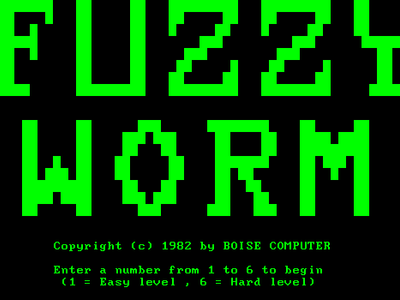 FUZZY
WORM
Copyright (c) 1982 by BOISE COMPUTER
Enter a number from 1 to 6 to begin
(1 = Easy level , 6 = Hard level)